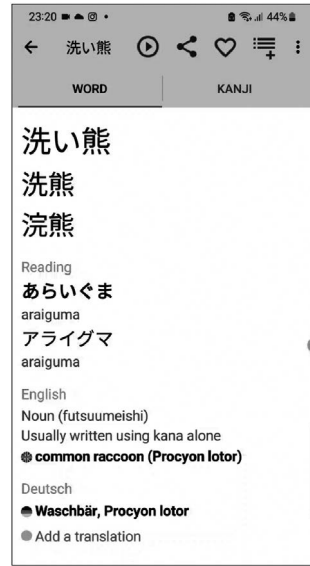 23:20 44%
洗い熊
WORD KANJI
洗い熊
洗熊
浣熊
Reading
あらいぐま
araiguma
アライグマ
araiguma
English
Noun (futsuumeishi)
Usually written using kana alone
common raccoon (Procyon lotor)
Deutsch
Waschbär, Procyon lotor
Add a translation